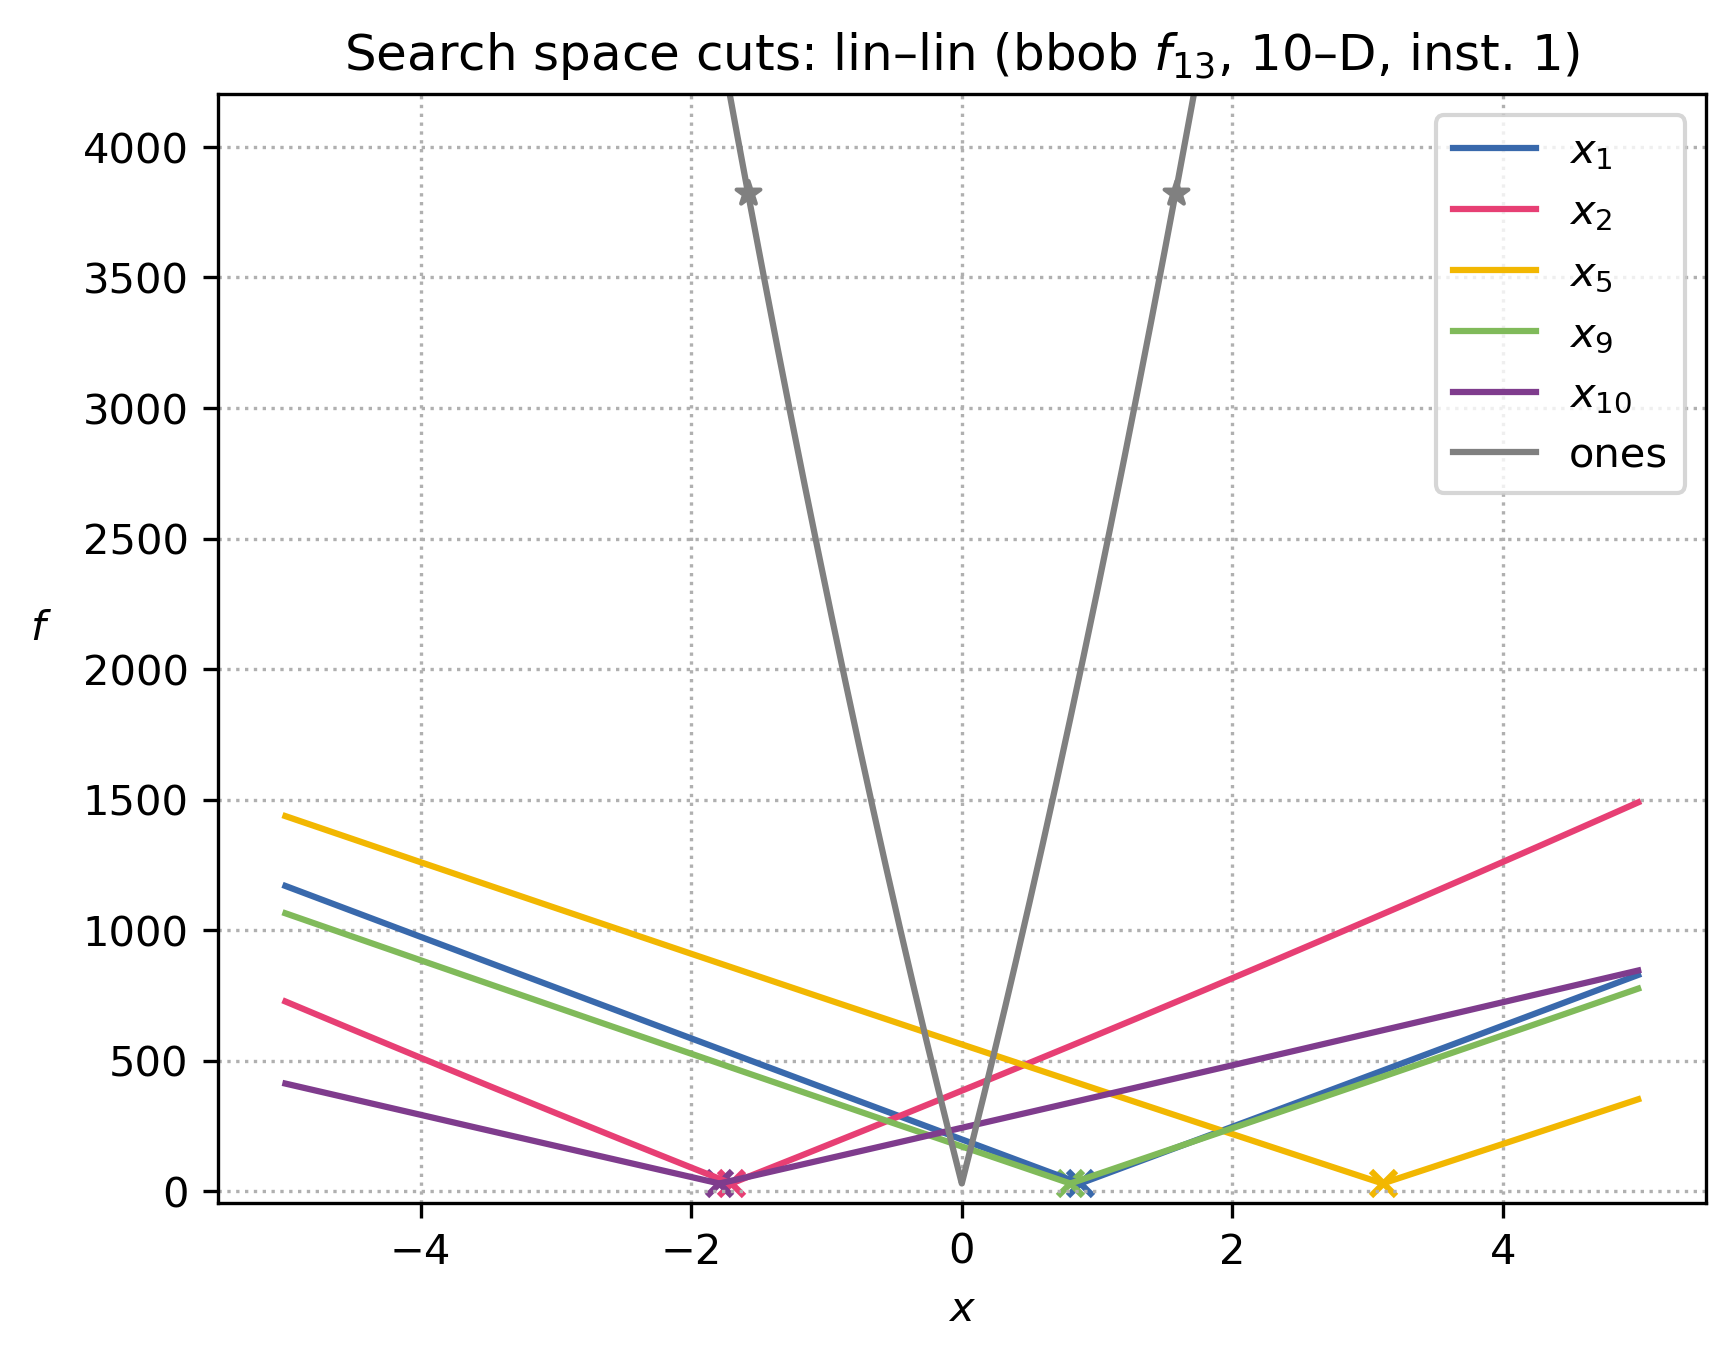 Search space cuts: lin–lin (bbob f₁₃, 10–D, inst. 1)
4000
3500
3000
2500
2000
1500
1000
500
0
f
−4 −2 0 2 4
x
x₁
x₂
x₅
x₉
x₁₀
ones